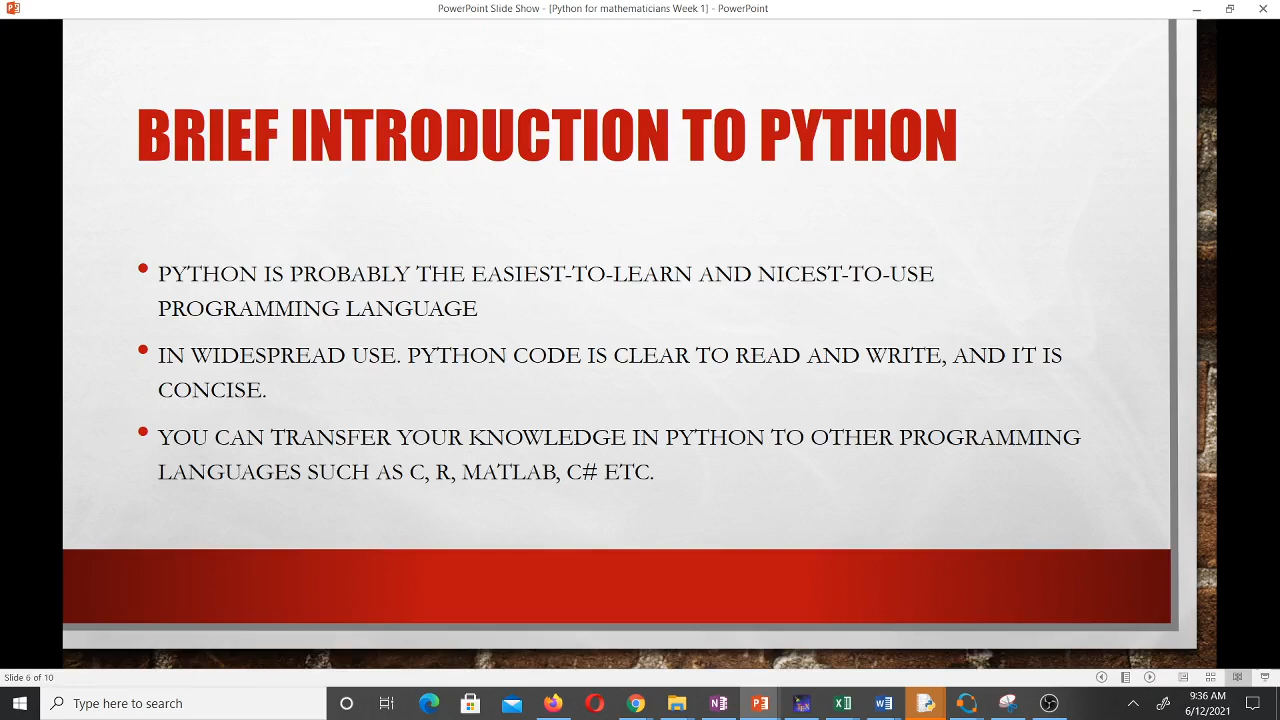 PowerPoint Slide Show - [Python for mathematicians Week 1] - PowerPoint
BRIEF INTRODUCTION TO PYTHON
• PYTHON IS PROBABLY THE EASIEST-TO-LEARN AND NICEST-TO-USE
PROGRAMMING LANGUAGE
• IN WIDESPREAD USE. PYTHON CODE IS CLEAR TO READ AND WRITE, AND IT IS
CONCISE.
• YOU CAN TRANSFER YOUR KNOWLEDGE IN PYTHON TO OTHER PROGRAMMING
LANGUAGES SUCH AS C, R, MATLAB, C# ETC.
Slide 6 of 10
Type here to search
9:36 AM
6/12/2021